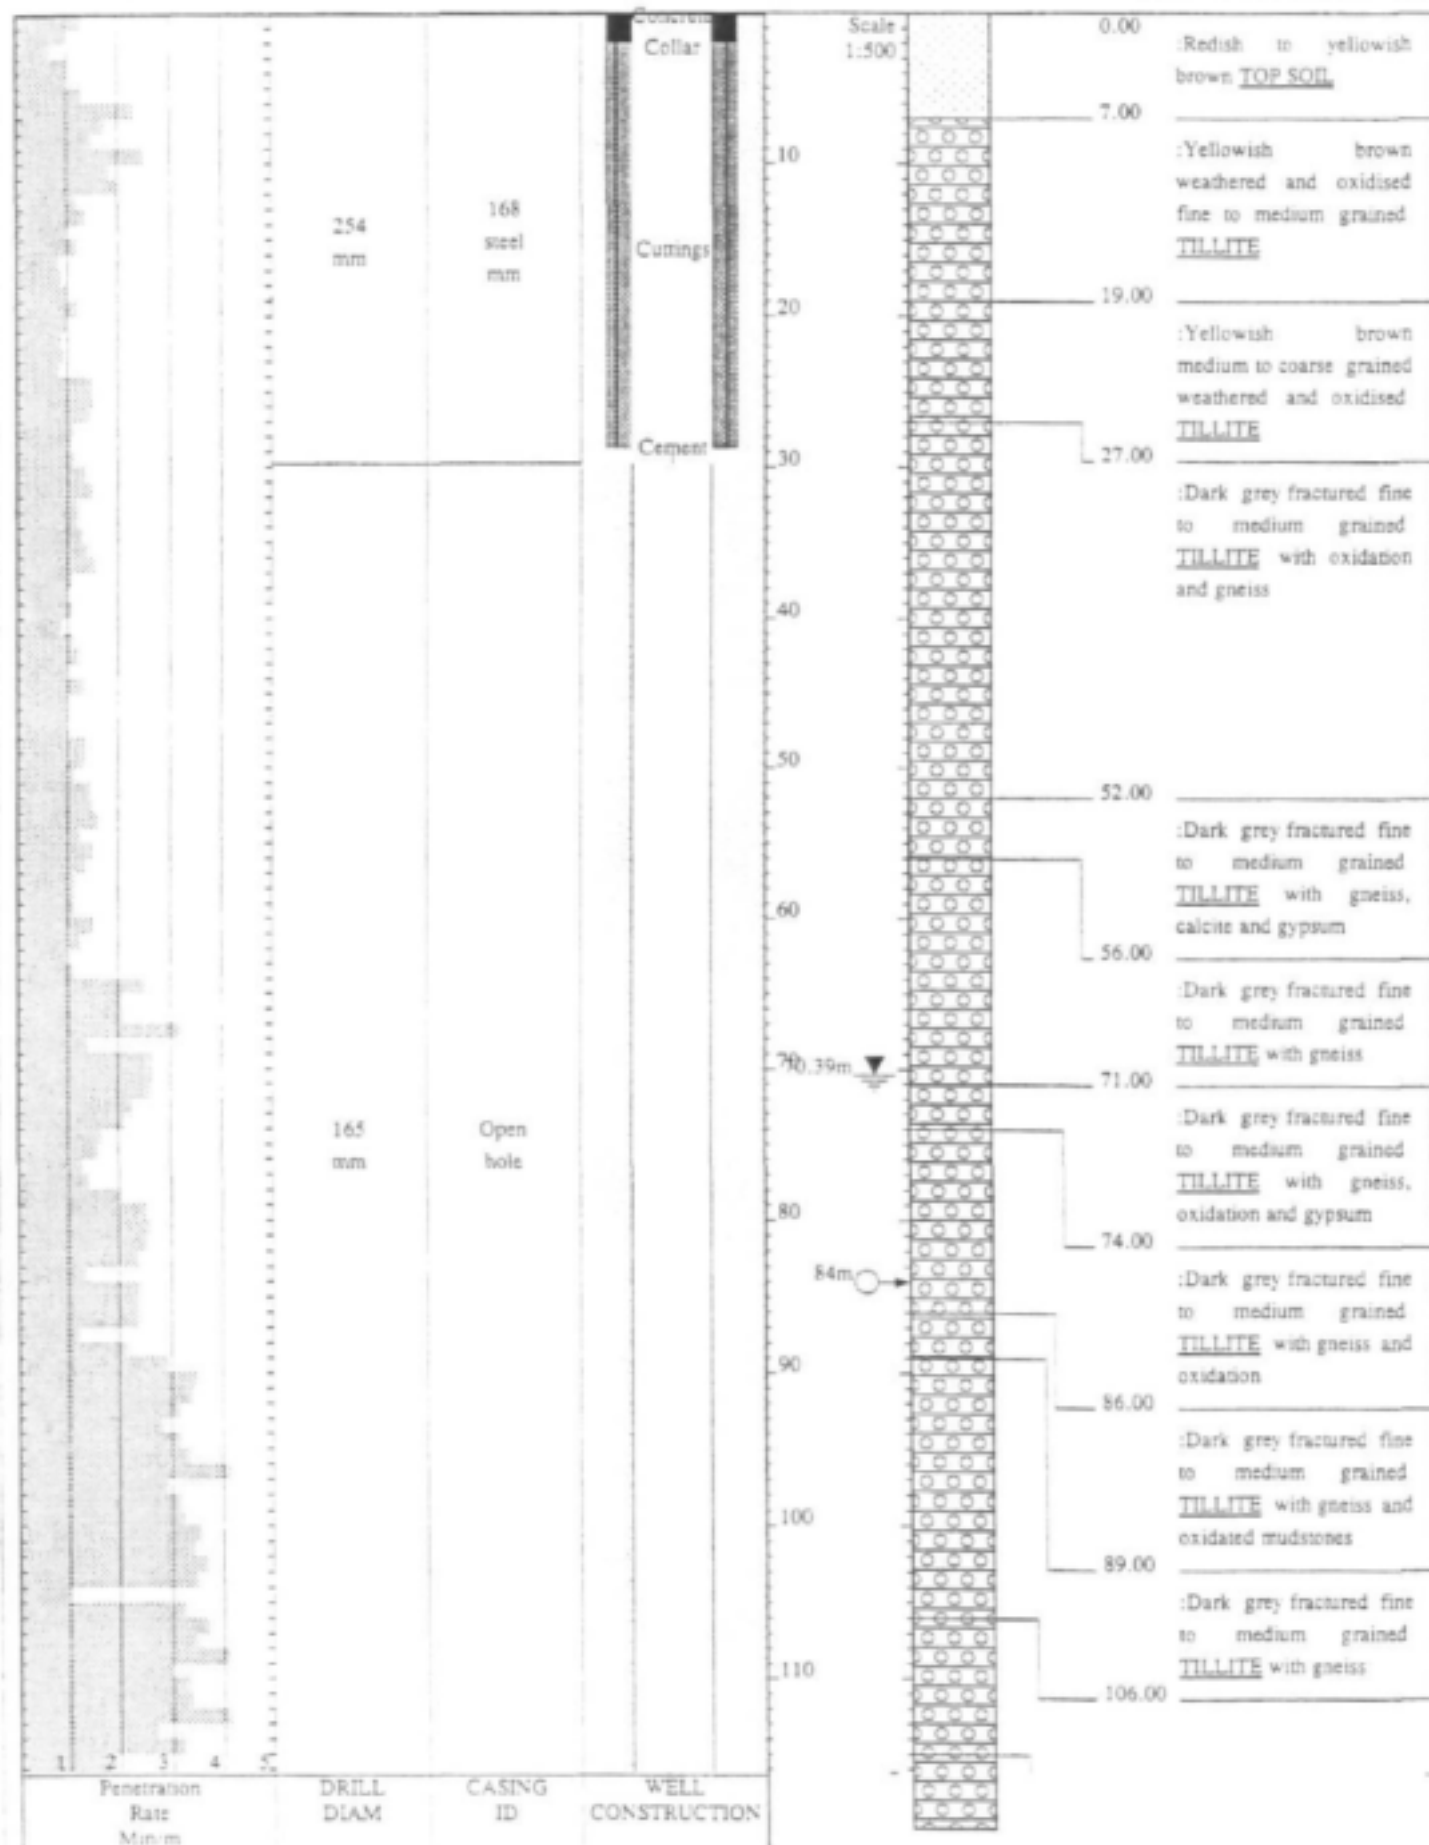 Concrete
Collar
Scale
1:500
0.00
:Redish to yellowish
brown TOP SOIL
7.00
10
:Yellowish brown
weathered and oxidised
fine to medium grained
TILLITE
254
mm
168
steel
mm
Cuttings
19.00
20
:Yellowish brown
medium to coarse grained
weathered and oxidised
TILLITE
Cement
27.00
30
:Dark grey fractured fine
to medium grained
TILLITE with oxidation
and gneiss
40
50
52.00
:Dark grey fractured fine
to medium grained
TILLITE with gneiss,
calcite and gypsum
60
56.00
:Dark grey fractured fine
to medium grained
TILLITE with gneiss
70
70.39m
71.00
:Dark grey fractured fine
to medium grained
TILLITE with gneiss,
oxidation and gypsum
165
mm
Open
hole
80
74.00
84m
:Dark grey fractured fine
to medium grained
TILLITE with gneiss and
oxidation
90
86.00
:Dark grey fractured fine
to medium grained
TILLITE with gneiss and
oxidated mudstones
100
89.00
:Dark grey fractured fine
to medium grained
TILLITE with gneiss
110
106.00
1 2 3 4 5
Penetration
Rate
Min/m
DRILL
DIAM
CASING
ID
WELL
CONSTRUCTION